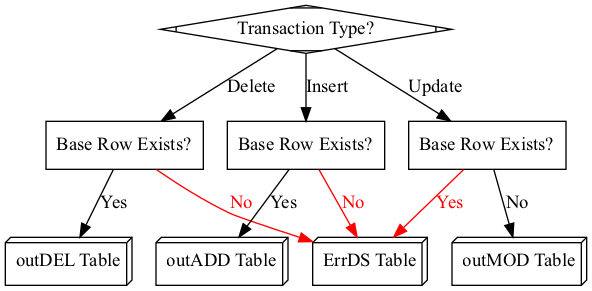 Transaction Type?
Delete
Insert
Update
Base Row Exists?
Base Row Exists?
Base Row Exists?
Yes
No
Yes
No
Yes
No
outDEL Table
outADD Table
ErrDS Table
outMOD Table